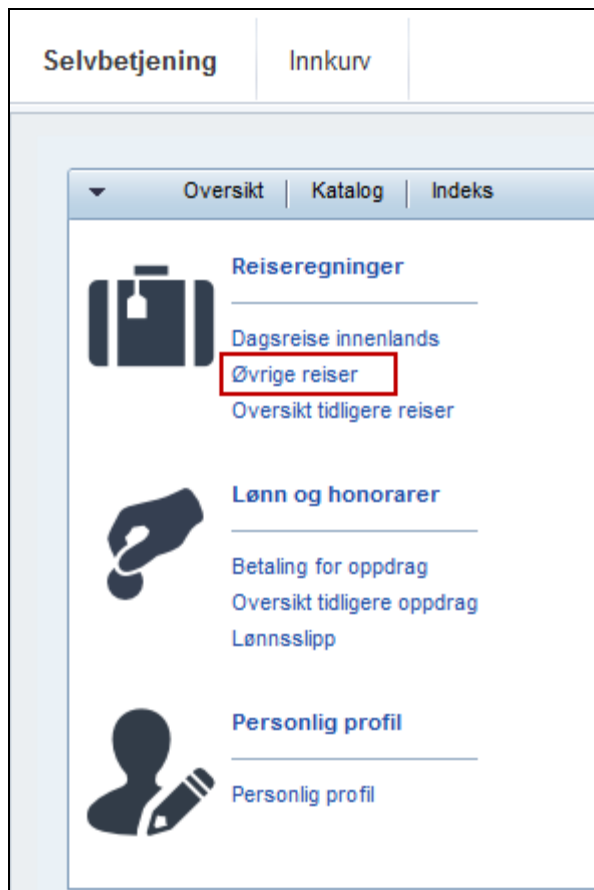 Selvbetjening Innkurv
Oversikt Katalog Indeks
Reiseregninger
Dagsreise innenlands
Øvrige reiser
Oversikt tidligere reiser
Lønn og honorarer
Betaling for oppdrag
Oversikt tidligere oppdrag
Lønnsslipp
Personlig profil
Personlig profil